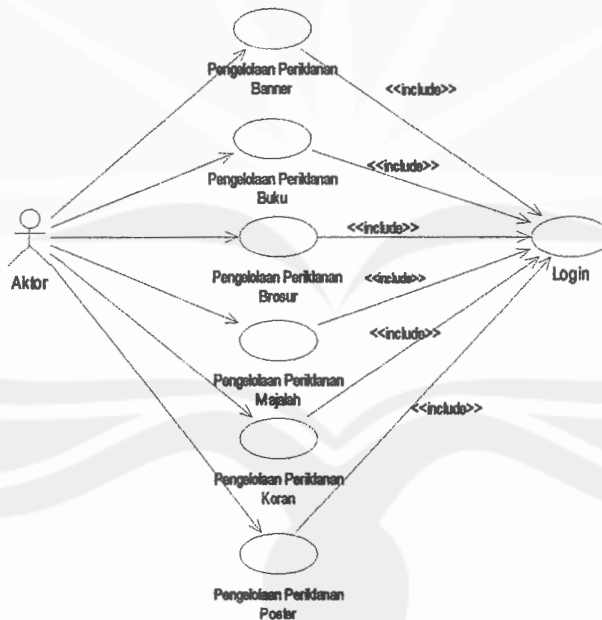 Pengelolaan Periklanan
Banner
<<include>>
Pengelolaan Periklanan
Buku
<<include>>
Aktor
Pengelolaan Periklanan
Brosur
<<include>>
Login
Pengelolaan Periklanan
Majalah
<<include>>
Pengelolaan Periklanan
Koran
<<include>>
Pengelolaan Periklanan
Poster
<<include>>